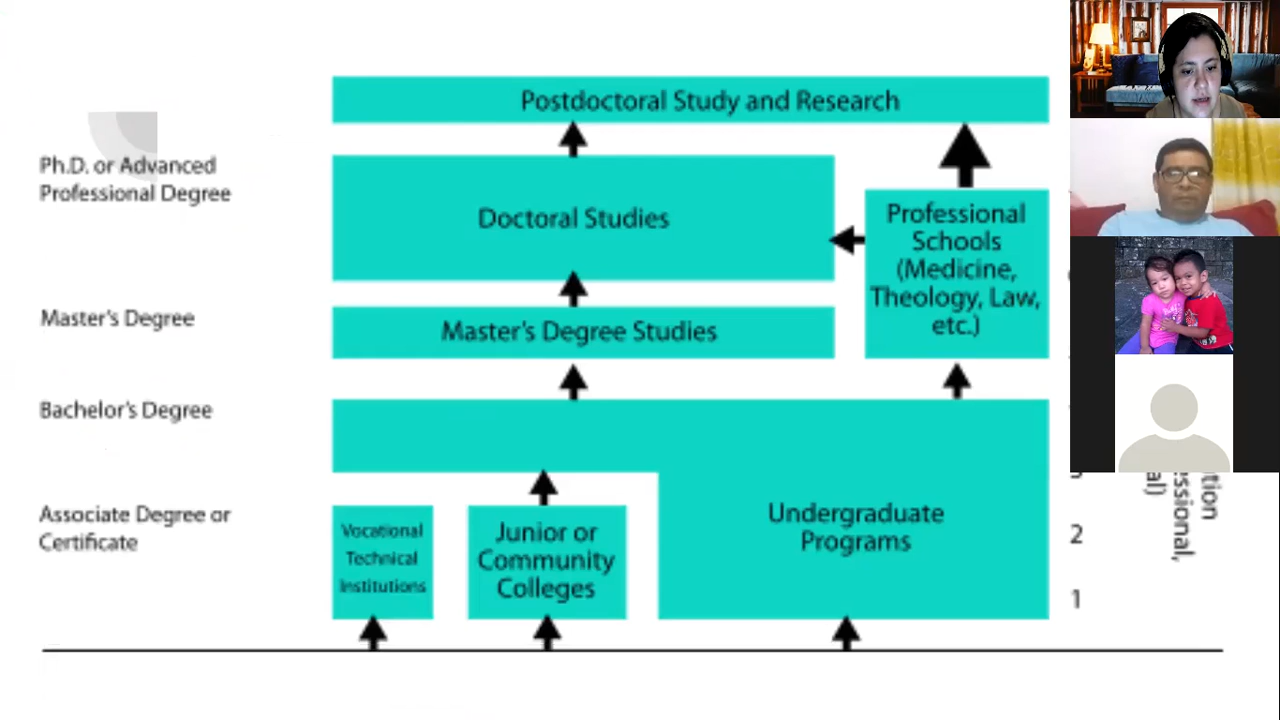 Postdoctoral Study and Research
Ph.D. or Advanced
Professional Degree
Doctoral Studies
Professional
Schools
(Medicine,
Theology, Law,
etc.)
Master's Degree
Master's Degree Studies
Bachelor's Degree
Associate Degree or
Certificate
Vocational
Technical
Institutions
Junior or
Community
Colleges
Undergraduate
Programs
2
1